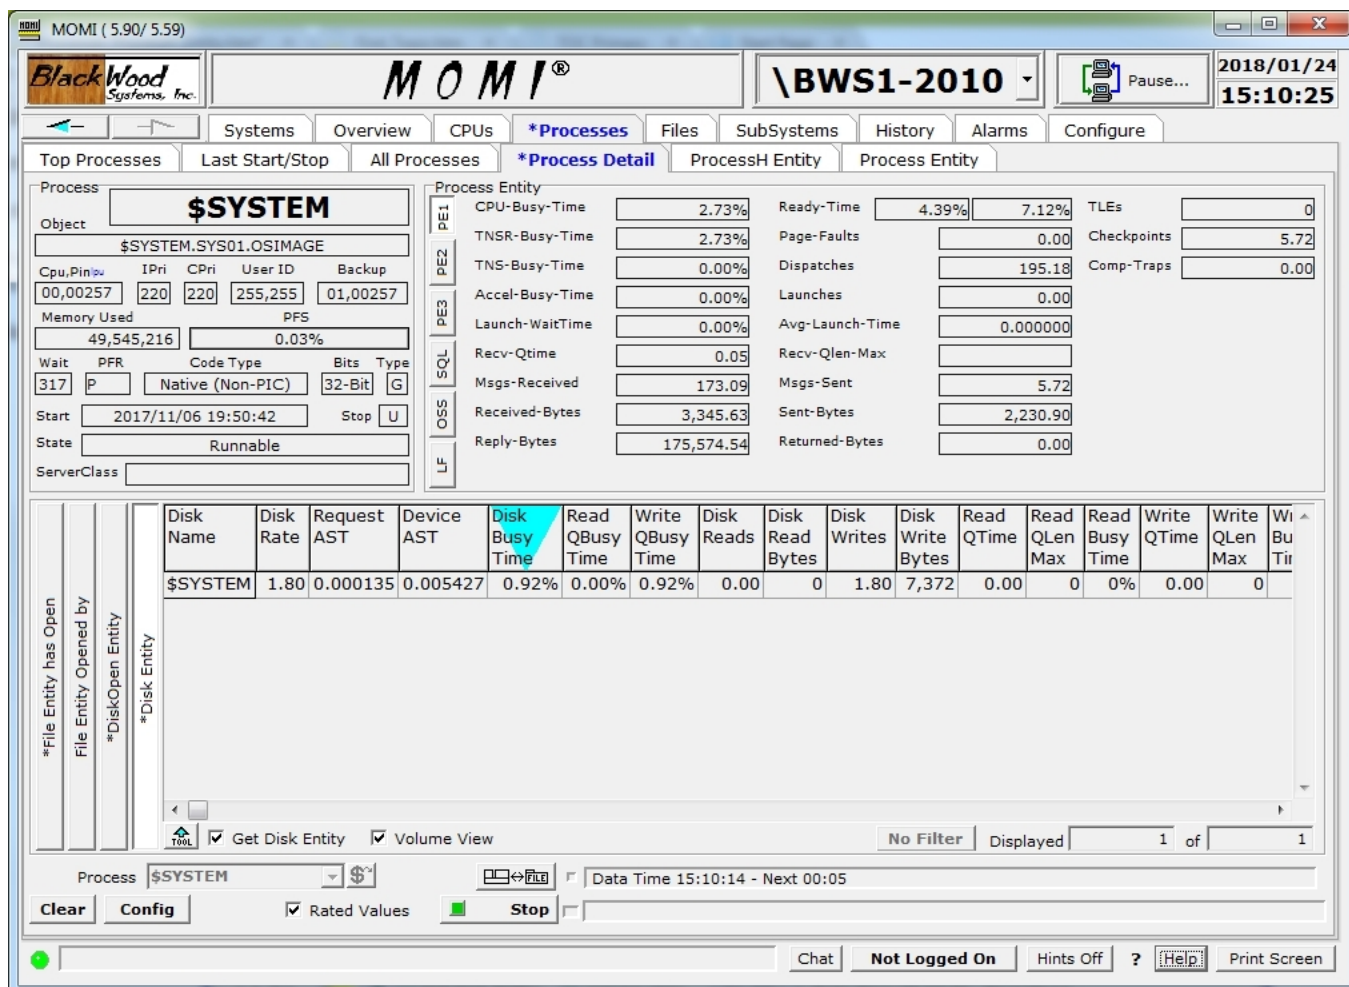 MOMI ( 5.90/ 5.59)
BlackWood Systems, Inc.
MOMI®
\BWS1-2010
Pause...
2018/01/24
15:10:25
Systems Overview CPUs *Processes Files SubSystems History Alarms Configure
Top Processes Last Start/Stop All Processes *Process Detail ProcessH Entity Process Entity
Process
$SYSTEM
Object
$SYSTEM.SYS01.OSIMAGE
Cpu,Pin IPri CPri User ID Backup
00,00257 220 220 255,255 01,00257
Memory Used PFS
49,545,216 0.03%
Wait PFR Code Type Bits Type
317 P Native (Non-PIC) 32-Bit G
Start 2017/11/06 19:50:42 Stop U
State Runnable
ServerClass
Process Entity
PE1
PE2
PE3
SQL
OSS
LF
CPU-Busy-Time 2.73% Ready-Time 4.39% 7.12% TLEs 0
TNSR-Busy-Time 2.73% Page-Faults 0.00 Checkpoints 5.72
TNS-Busy-Time 0.00% Dispatches 195.18 Comp-Traps 0.00
Accel-Busy-Time 0.00% Launches 0.00
Launch-WaitTime 0.00% Avg-Launch-Time 0.000000
Recv-Qtime 0.05 Recv-Qlen-Max
Msgs-Received 173.09 Msgs-Sent 5.72
Received-Bytes 3,345.63 Sent-Bytes 2,230.90
Reply-Bytes 175,574.54 Returned-Bytes 0.00
*File Entity has Open
File Entity Opened by
*DiskOpen Entity
*Disk Entity
Disk Disk Request Device Disk Read Write Disk Disk Disk Disk Read Read Read Write Write Wr
Name Rate AST AST Busy QBusy QBusy Reads Read Writes Write QTime QLen Busy QTime QLen Bu
Time Time Time Bytes Bytes Max Time Max Tir
$SYSTEM 1.80 0.000135 0.005427 0.92% 0.00% 0.92% 0.00 0 1.80 7,372 0.00 0 0% 0.00 0
TOOL Get Disk Entity Volume View No Filter Displayed 1 of 1
Process $SYSTEM $ FILE Data Time 15:10:14 - Next 00:05
Clear Config Rated Values Stop
Chat Not Logged On Hints Off ? Help Print Screen